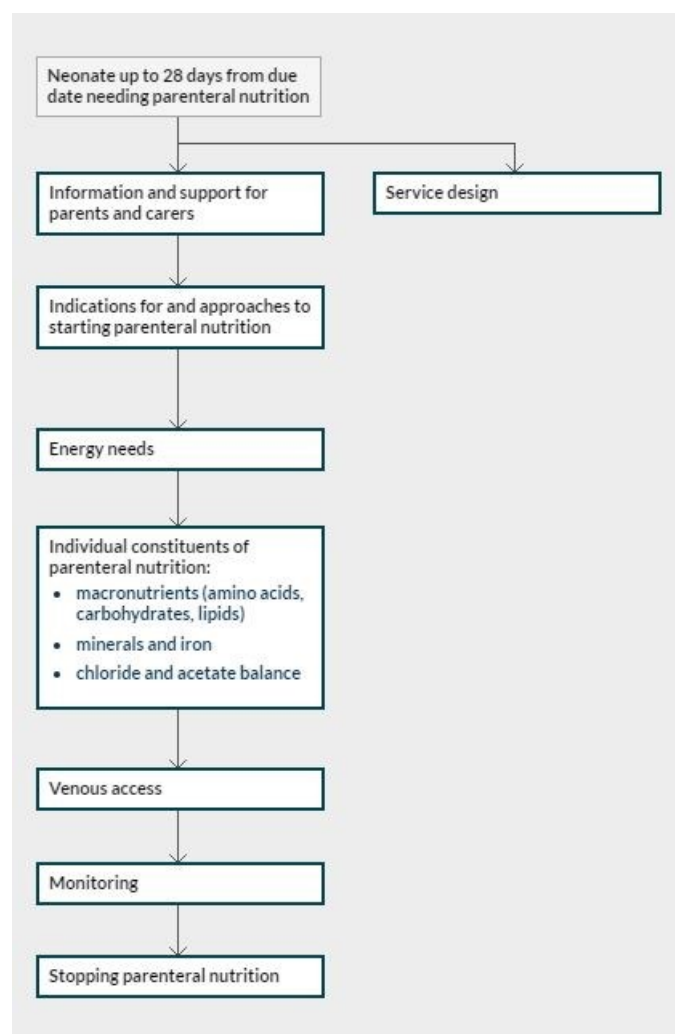 Neonate up to 28 days from due
date needing parenteral nutrition
Information and support for
parents and carers
Service design
Indications for and approaches to
starting parenteral nutrition
Energy needs
Individual constituents of
parenteral nutrition:
• macronutrients (amino acids,
carbohydrates, lipids)
• minerals and iron
• chloride and acetate balance
Venous access
Monitoring
Stopping parenteral nutrition